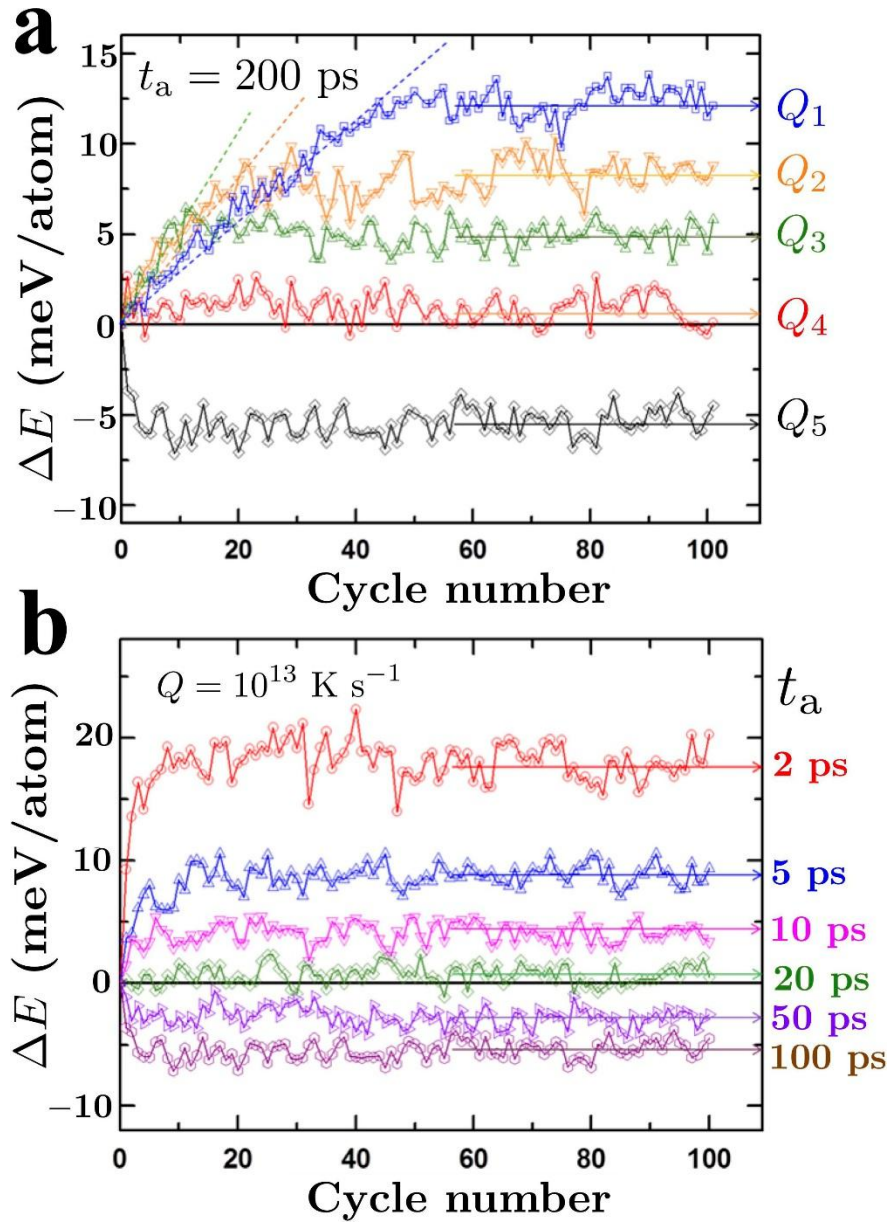 a
t_a = 200 ps
15
10
5
0
−5
−10
ΔE (meV/atom)
Q_1
Q_2
Q_3
Q_4
Q_5
0 20 40 60 80 100
Cycle number
b
Q = 10^13 K s^−1
t_a
20
10
0
−10
ΔE (meV/atom)
2 ps
5 ps
10 ps
20 ps
50 ps
100 ps
0 20 40 60 80 100
Cycle number